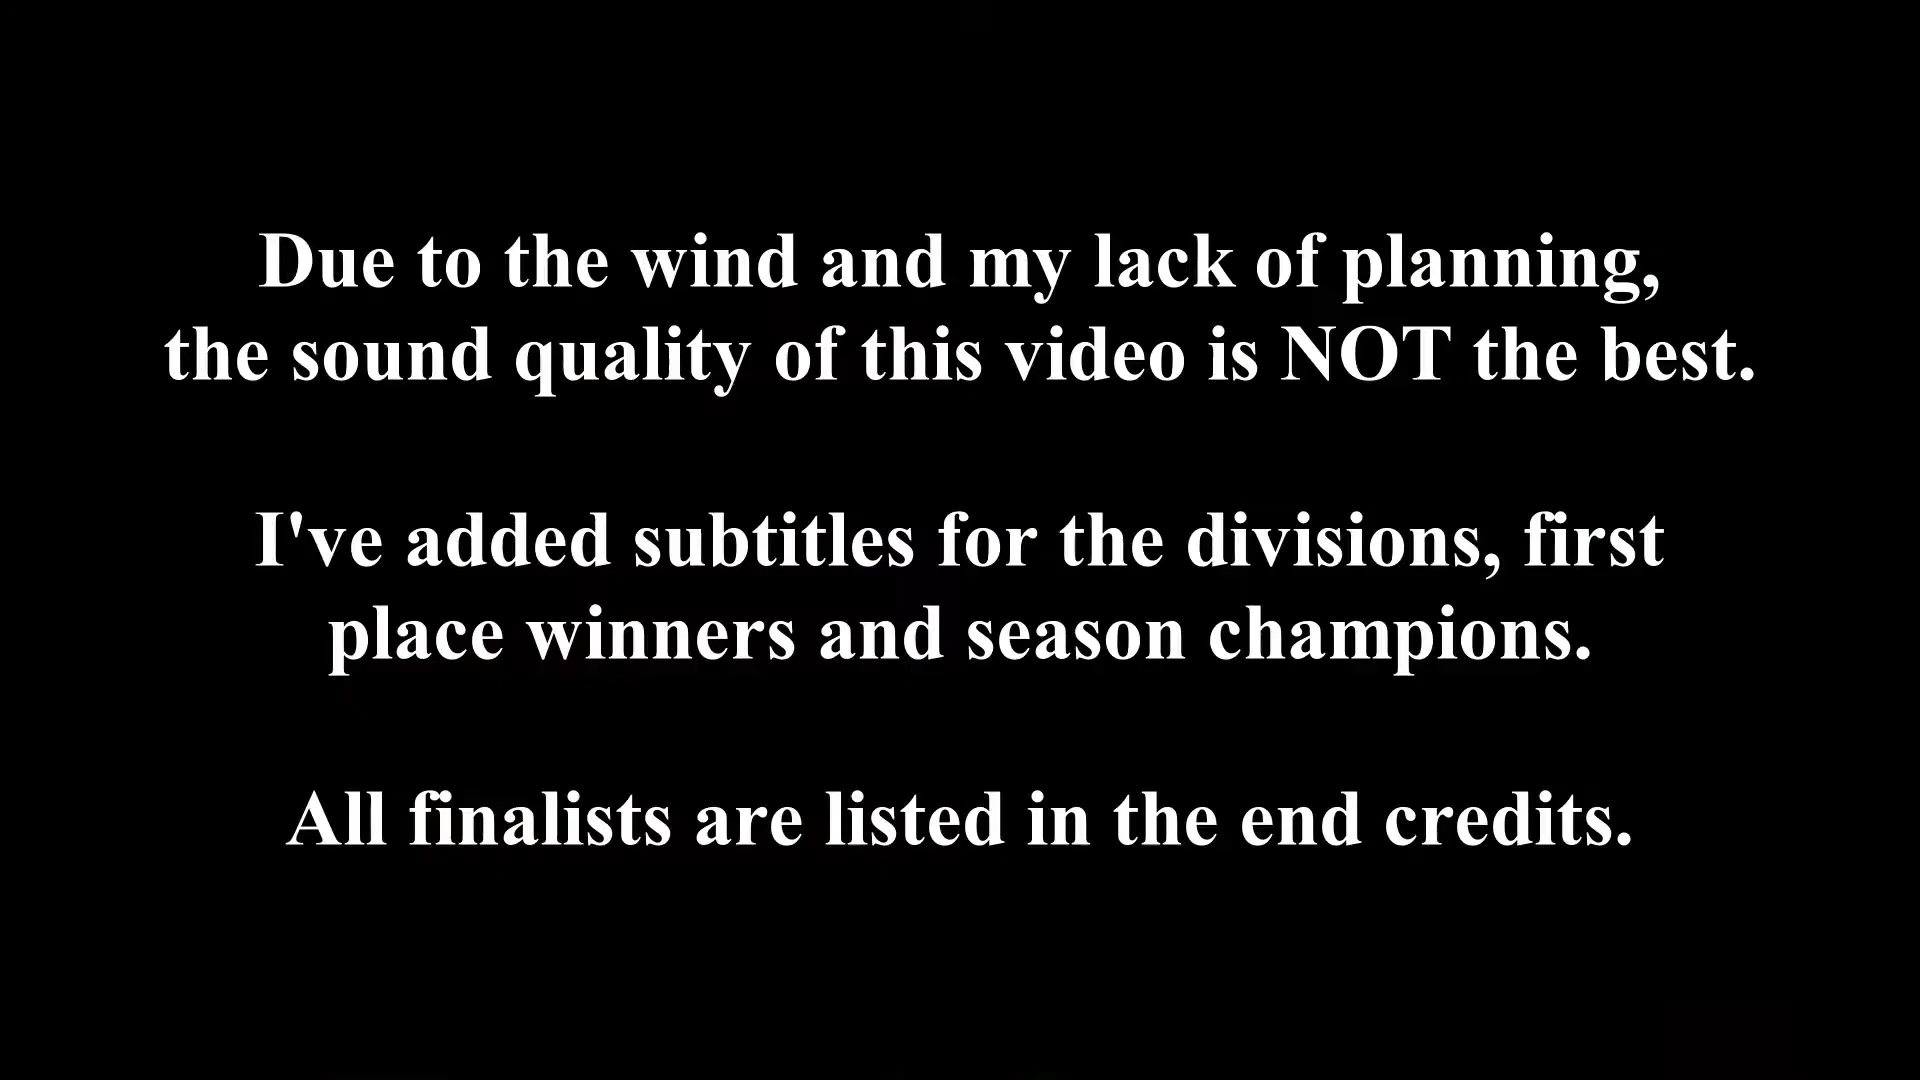 Due to the wind and my lack of planning,
the sound quality of this video is NOT the best.
I've added subtitles for the divisions, first
place winners and season champions.
All finalists are listed in the end credits.